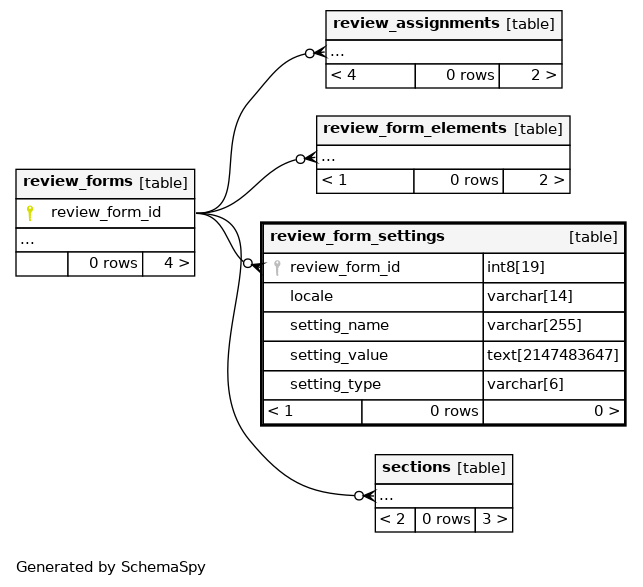 review_assignments [table]
...
< 4 0 rows 2 >
review_form_elements [table]
...
< 1 0 rows 2 >
review_forms [table]
review_form_id
...
0 rows 4 >
review_form_settings [table]
review_form_id int8[19]
locale varchar[14]
setting_name varchar[255]
setting_value text[2147483647]
setting_type varchar[6]
< 1 0 rows 0 >
sections [table]
...
< 2 0 rows 3 >
Generated by SchemaSpy